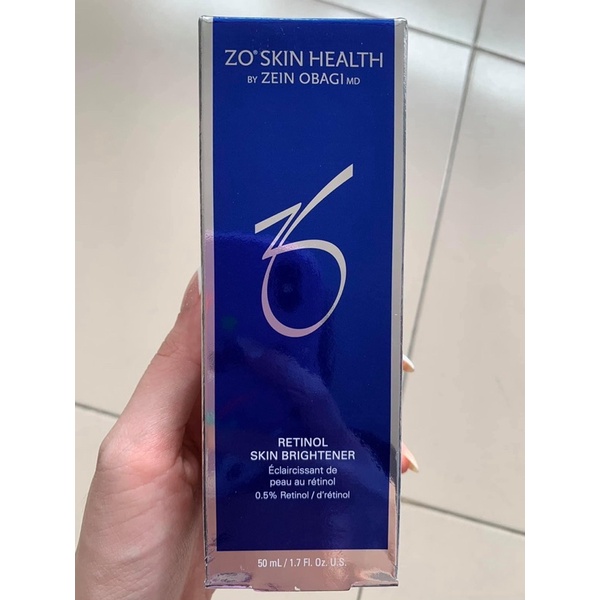 ZO® SKIN HEALTH
BY ZEIN OBAGI MD
RETINOL
SKIN BRIGHTENER
Éclaircissant de
peau au rétinol
0.5% Retinol / d'rétinol
50 mL / 1.7 Fl. Oz. U.S.